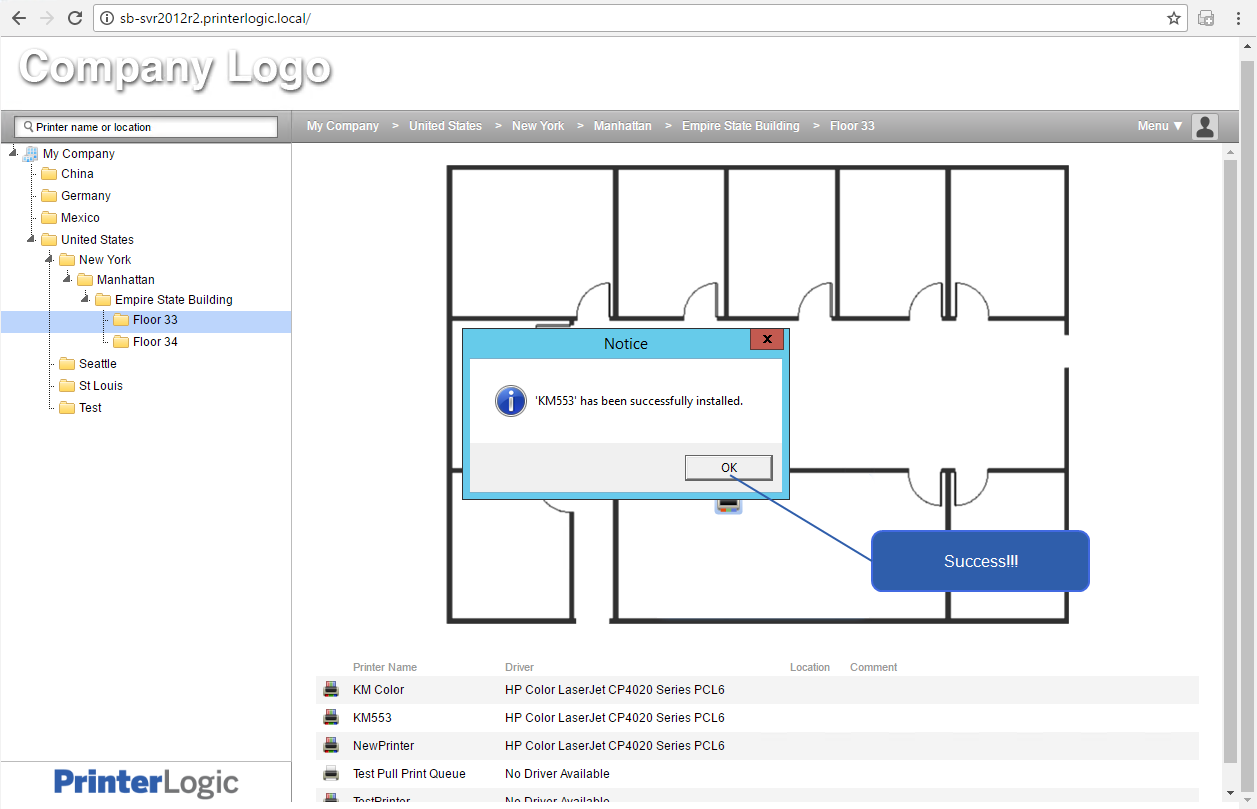 sb-svr2012r2.printerlogic.local/
Company Logo
Printer name or location
My Company > United States > New York > Manhattan > Empire State Building > Floor 33
Menu ▼
My Company
China
Germany
Mexico
United States
New York
Manhattan
Empire State Building
Floor 33
Floor 34
Seattle
St Louis
Test
Notice
x
'KM553' has been successfully installed.
OK
Success!!!
Printer Name Driver Location Comment
KM Color HP Color LaserJet CP4020 Series PCL6
KM553 HP Color LaserJet CP4020 Series PCL6
NewPrinter HP Color LaserJet CP4020 Series PCL6
Test Pull Print Queue No Driver Available
TestPrinter No Driver Available
PrinterLogic